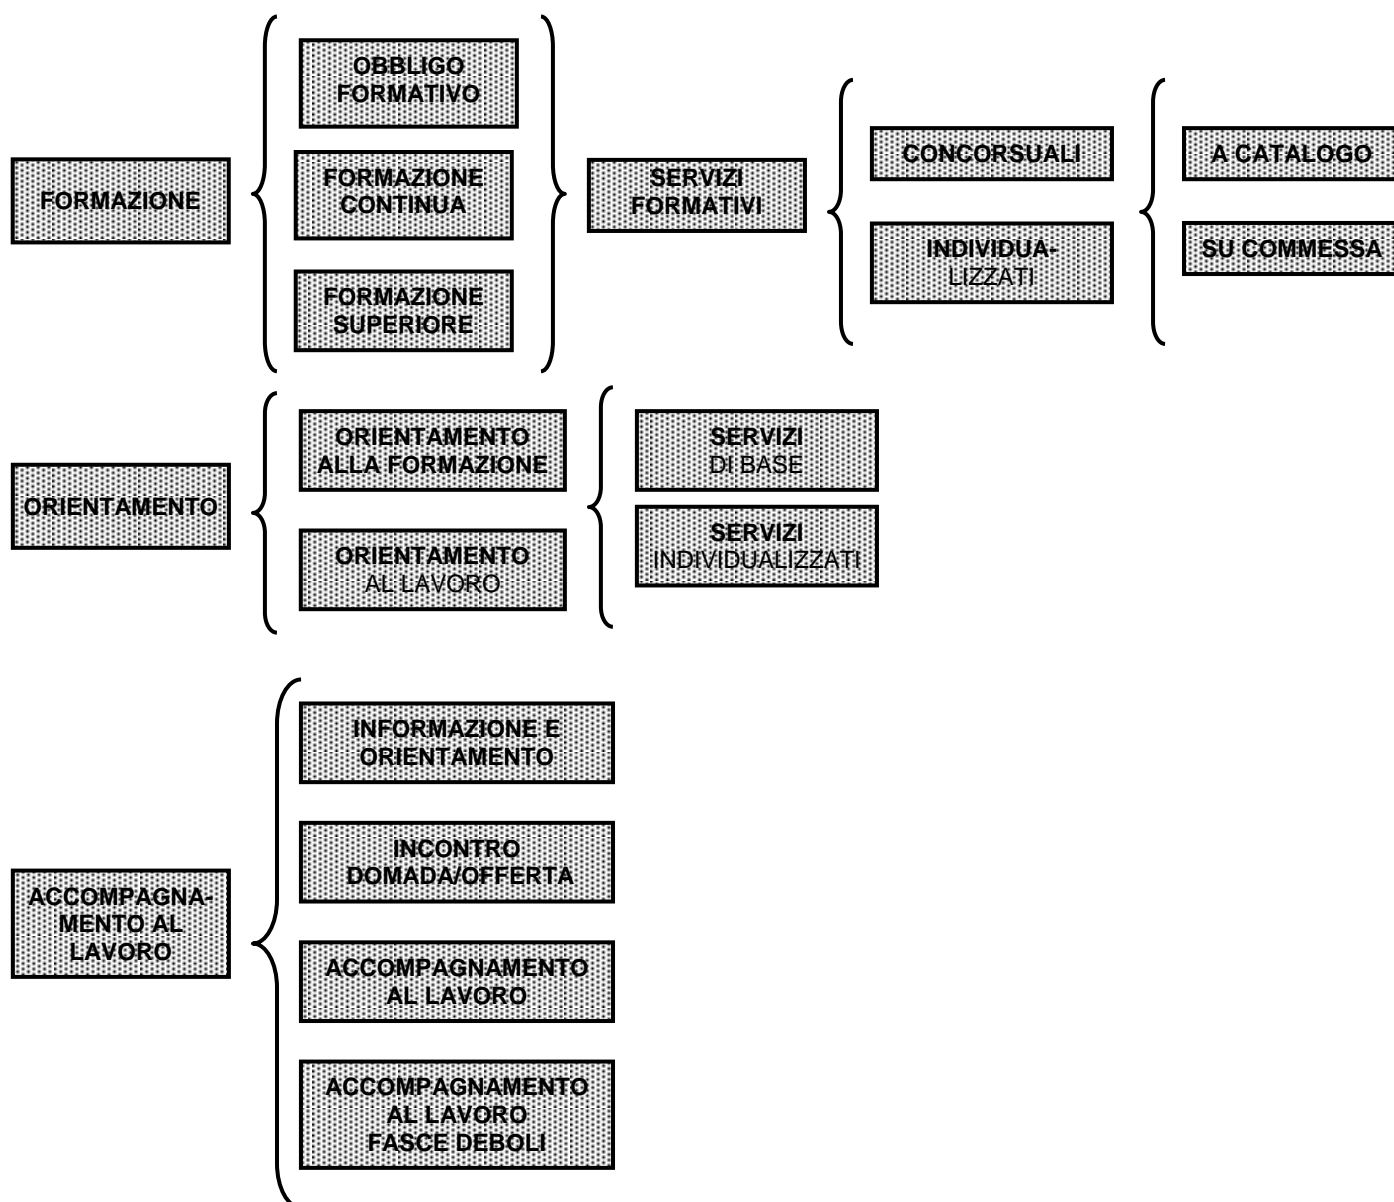 OBBLIGO
FORMATIVO
FORMAZIONE
FORMAZIONE
CONTINUA
FORMAZIONE
SUPERIORE
SERVIZI
FORMATIVI
CONCORSUALI
INDIVIDUA-
LIZZATI
A CATALOGO
SU COMMESSA
ORIENTAMENTO
ORIENTAMENTO
ALLA FORMAZIONE
ORIENTAMENTO
AL LAVORO
SERVIZI
DI BASE
SERVIZI
INDIVIDUALIZZATI
ACCOMPAGNA-
MENTO AL
LAVORO
INFORMAZIONE E
ORIENTAMENTO
INCONTRO
DOMADA/OFFERTA
ACCOMPAGNAMENTO
AL LAVORO
ACCOMPAGNAMENTO
AL LAVORO
FASCE DEBOLI